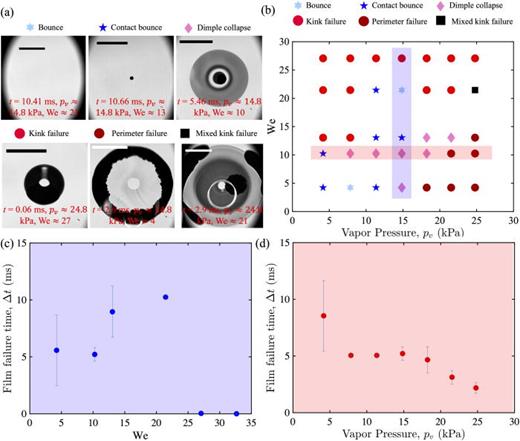 Bounce Contact bounce Dimple collapse
(a)
t = 10.41 ms, pv ≈
t = 10.66 ms, pv ≈
t = 5.46 ms, pv ≈ 14.8
14.8 kPa, We ≈
14.8 kPa, We ≈ 13
kPa, We ≈ 10
Kink failure Perimeter failure Mixed kink failure
t = 0.06 ms, pv ≈ 24.8
kPa, We ≈ 27
kPa, We ≈ 4
kPa, We ≈ 21
(b)
Bounce Contact bounce Dimple collapse
Kink failure Perimeter failure Mixed kink failure
We
30
25
20
15
10
5
0
0 5 10 15 20 25 30
Vapor Pressure, pv (kPa)
(c)
Film failure time, Δt (ms)
15
10
5
0
0 5 10 15 20 25 30 35
We
(d)
Film failure time, Δt (ms)
15
10
5
0
0 5 10 15 20 25 30
Vapor Pressure, pv (kPa)